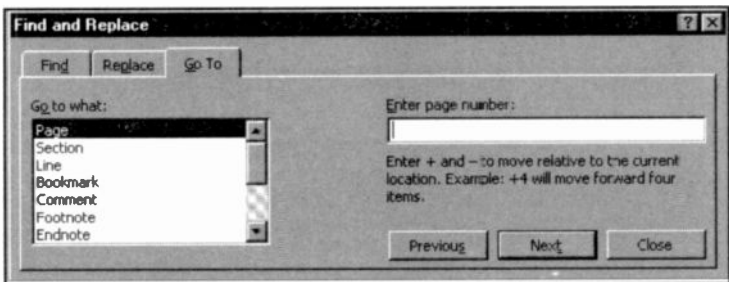 Find and Replace
Find Replace Go To
Go to what:
Page
Section
Line
Bookmark
Comment
Footnote
Endnote
Enter page number:
Enter + and – to move relative to the current
location. Example: +4 will move forward four
items.
Previous Next Close